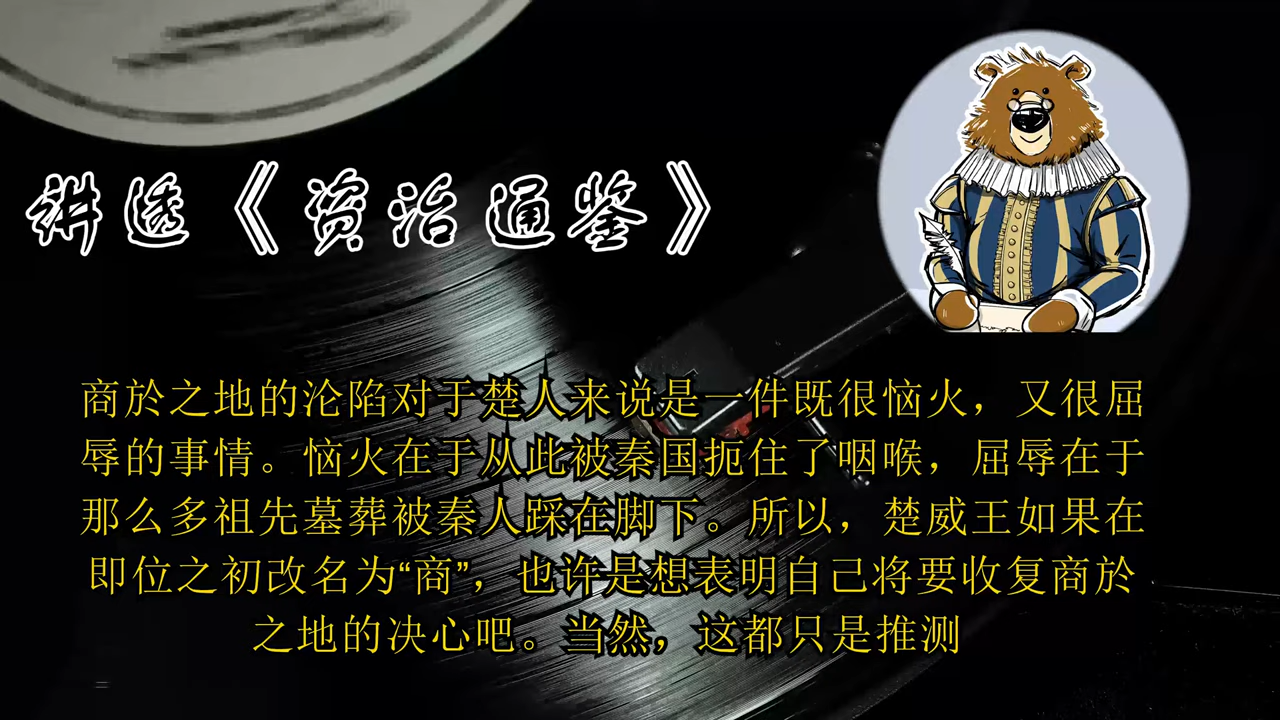 讲透《资治通鉴》
商於之地的沦陷对于楚人来说是一件既很恼火，又很屈
辱的事情。恼火在于从此被秦国扼住了咽喉，屈辱在于
那么多祖先墓葬被秦人踩在脚下。所以，楚威王如果在
即位之初改名为“商”，也许是想表明自己将要收复商於
之地的决心吧。当然，这都只是推测